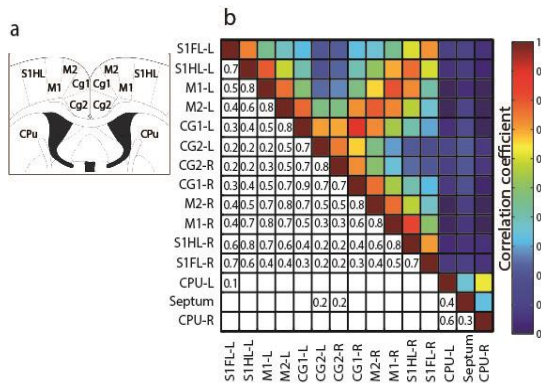 a
M2 M2
S1HL Cg1 Cg1 S1HL
M1 M1
Cg2 Cg2
CPu CPu
b
S1FL-L
S1HL-L 0.7
M1-L 0.5 0.8
M2-L 0.4 0.6 0.8
CG1-L 0.3 0.4 0.5 0.8
CG2-L 0.2 0.2 0.2 0.5 0.7
CG2-R 0.2 0.2 0.3 0.5 0.7 0.8
CG1-R 0.3 0.4 0.5 0.7 0.9 0.7 0.7
M2-R 0.4 0.5 0.7 0.8 0.7 0.5 0.5 0.8
M1-R 0.4 0.7 0.8 0.7 0.5 0.3 0.3 0.6 0.8
S1HL-R 0.6 0.8 0.7 0.6 0.4 0.2 0.2 0.4 0.6 0.8
S1FL-R 0.7 0.6 0.4 0.4 0.3 0.2 0.2 0.3 0.4 0.5 0.7
CPU-L 0.1
Septum 0.2 0.2 0.4
CPU-R 0.6 0.3
S1FL-L
S1HL-L
M1-L
M2-L
CG1-L
CG2-L
CG2-R
CG1-R
M2-R
M1-R
S1HL-R
S1FL-R
CPU-L
Septum
CPU-R
Correlation coefficient